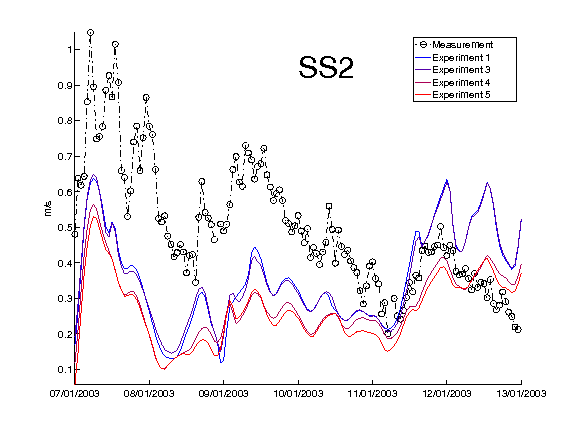 SS2
Measurement
Experiment 1
Experiment 3
Experiment 4
Experiment 5
m/s
1
0.9
0.8
0.7
0.6
0.5
0.4
0.3
0.2
0.1
07/01/2003 08/01/2003 09/01/2003 10/01/2003 11/01/2003 12/01/2003 13/01/2003